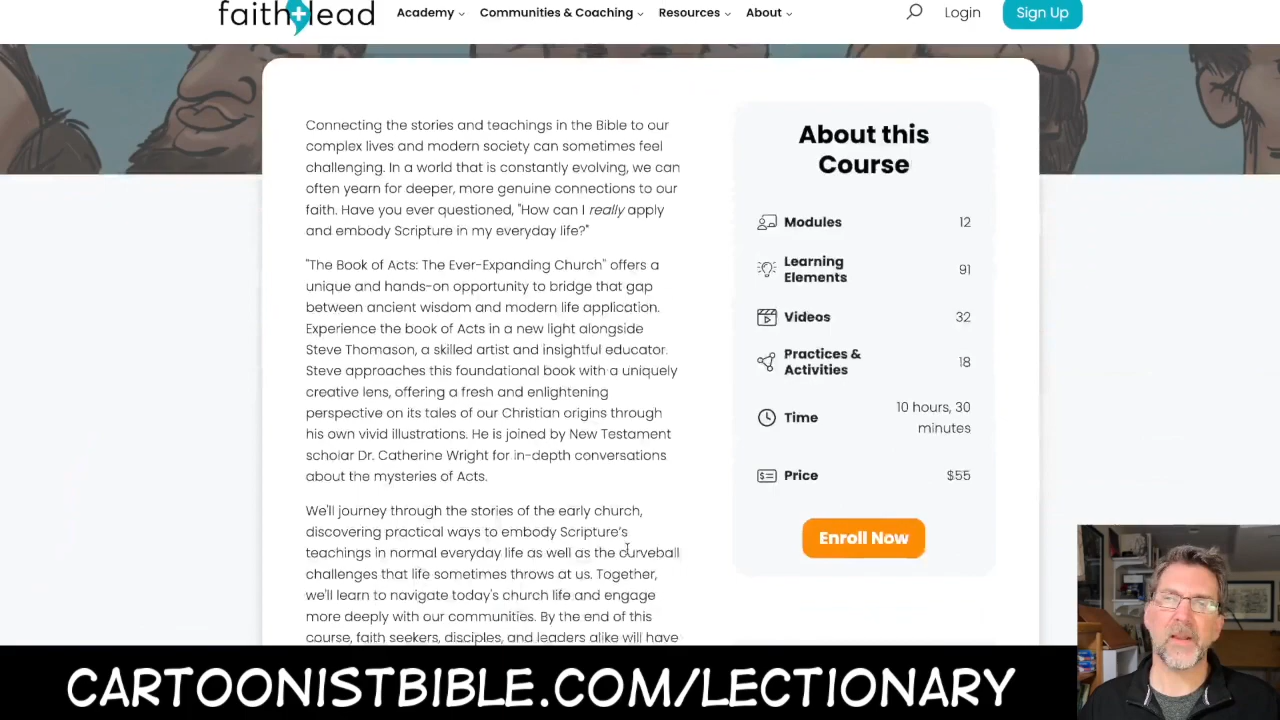 faith+lead
Academy
Communities & Coaching
Resources
About
Login
Sign Up
Connecting the stories and teachings in the Bible to our
complex lives and modern society can sometimes feel
challenging. In a world that is constantly evolving, we can
often yearn for deeper, more genuine connections to our
faith. Have you ever questioned, "How can I really apply
and embody Scripture in my everyday life?"
"The Book of Acts: The Ever-Expanding Church" offers a
unique and hands-on opportunity to bridge that gap
between ancient wisdom and modern life application.
Experience the book of Acts in a new light alongside
Steve Thomason, a skilled artist and insightful educator.
Steve approaches this foundational book with a uniquely
creative lens, offering a fresh and enlightening
perspective on its tales of our Christian origins through
his own vivid illustrations. He is joined by New Testament
scholar Dr. Catherine Wright for in-depth conversations
about the mysteries of Acts.
We'll journey through the stories of the early church,
discovering practical ways to embody Scripture's
teachings in normal everyday life as well as the curveball
challenges that life sometimes throws at us. Together,
we'll learn to navigate today's church life and engage
more deeply with our communities. By the end of this
course, faith seekers, disciples, and leaders alike will have
About this
Course
Modules 12
Learning
Elements 91
Videos 32
Practices &
Activities 18
Time 10 hours, 30
minutes
Price $55
Enroll Now
CARTOONISTBIBLE.COM/LECTIONARY